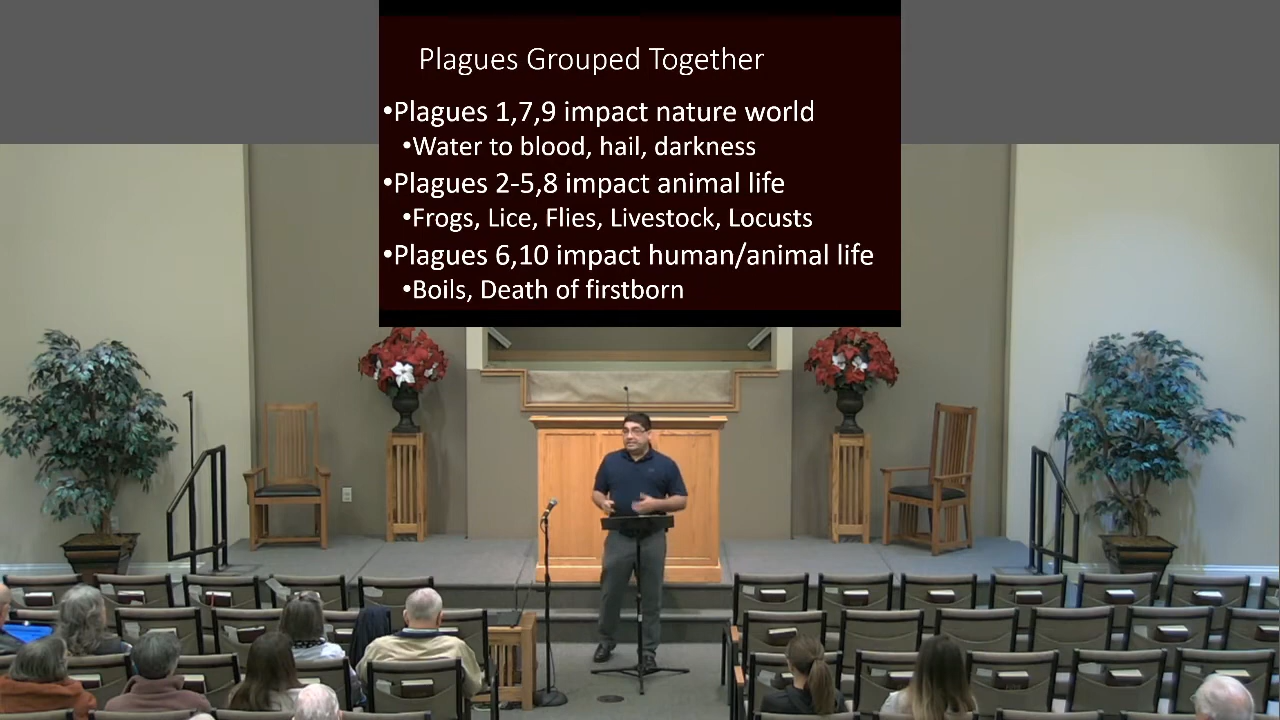 Plagues Grouped Together
•Plagues 1,7,9 impact nature world
•Water to blood, hail, darkness
•Plagues 2-5,8 impact animal life
•Frogs, Lice, Flies, Livestock, Locusts
•Plagues 6,10 impact human/animal life
•Boils, Death of firstborn